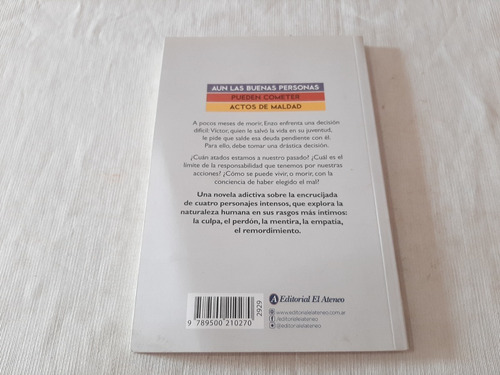 AUN LAS BUENAS PERSONAS
PUEDEN COMETER
ACTOS DE MALDAD
A pocos meses de morir, Enzo enfrenta una decisión
difícil: Víctor, quien le salvó la vida en su juventud,
le pide que salde esa deuda pendiente con él.
Para ello, debe tomar una drástica decisión.
¿Cuán atados estamos a nuestro pasado? ¿Cuál es el
límite de la responsabilidad que tenemos por nuestras
acciones? ¿Cómo se puede vivir, o morir, con la
conciencia de haber elegido el mal?
Una novela adictiva sobre la encrucijada
de cuatro personajes intensos, que explora la
naturaleza humana en sus rasgos más íntimos:
la culpa, el perdón, la mentira, la empatía,
el remordimiento.
Editorial El Ateneo
www.editorialelateneo.com.ar
/editorialelateneo
@editorialelateneo
2929
9 789500 210270